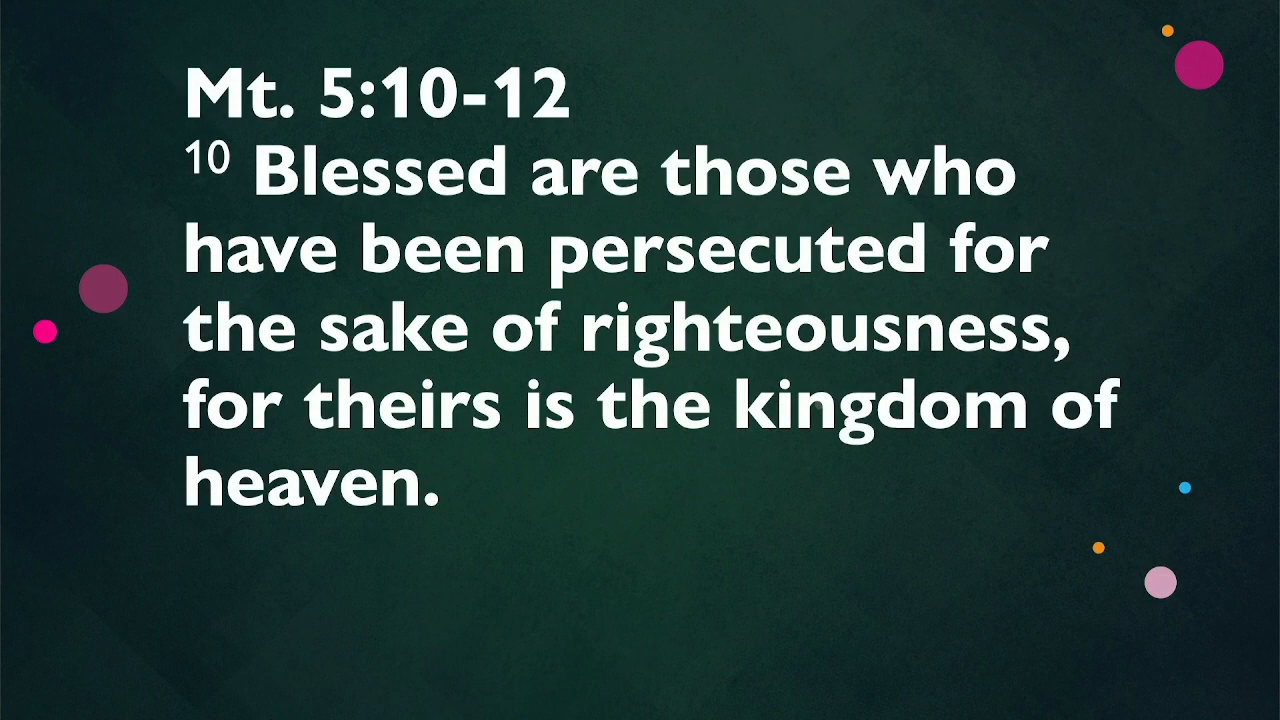 Mt. 5:10-12
10 Blessed are those who
have been persecuted for
the sake of righteousness,
for theirs is the kingdom of
heaven.